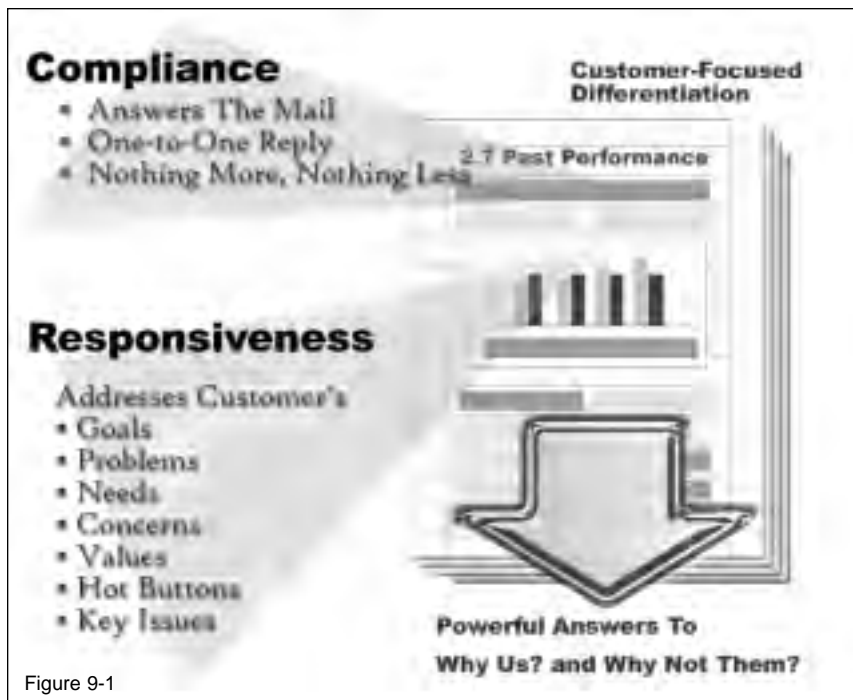 Compliance
▪ Answers The Mail
▪ One-to-One Reply
▪ Nothing More, Nothing Less
Customer-Focused
Differentiation
2.7 Past Performance
Responsiveness
Addresses Customer's
▪ Goals
▪ Problems
▪ Needs
▪ Concerns
▪ Values
▪ Hot Buttons
▪ Key Issues
Powerful Answers To
Why Us? and Why Not Them?
Figure 9-1